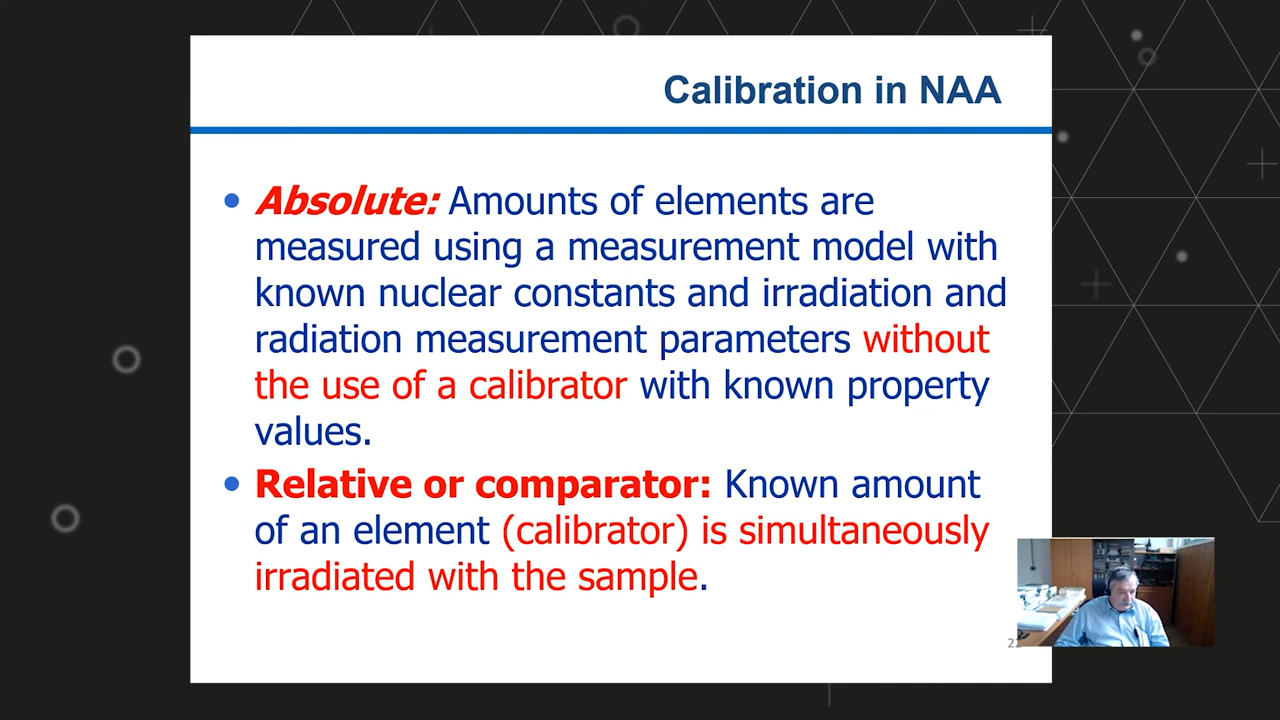 Calibration in NAA
• Absolute: Amounts of elements are
measured using a measurement model with
known nuclear constants and irradiation and
radiation measurement parameters without
the use of a calibrator with known property
values.
• Relative or comparator: Known amount
of an element (calibrator) is simultaneously
irradiated with the sample.